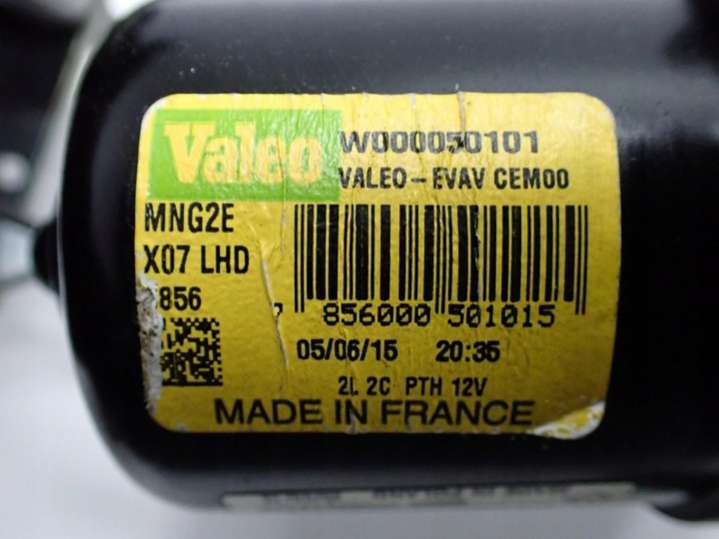 Valeo
W000050101
VALEO-EVAV CEM00
MNG2E
X07 LHD
856
7 856000 501015
05/06/15 20:35
2L 2C PTH 12V
MADE IN FRANCE